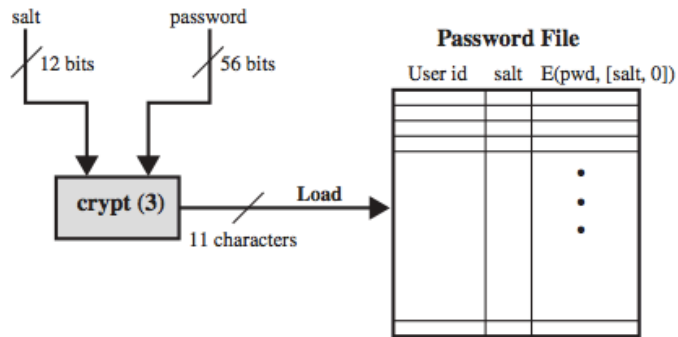 salt
password
12 bits
56 bits
Password File
User id
salt
E(pwd, [salt, 0])
crypt (3)
Load
11 characters